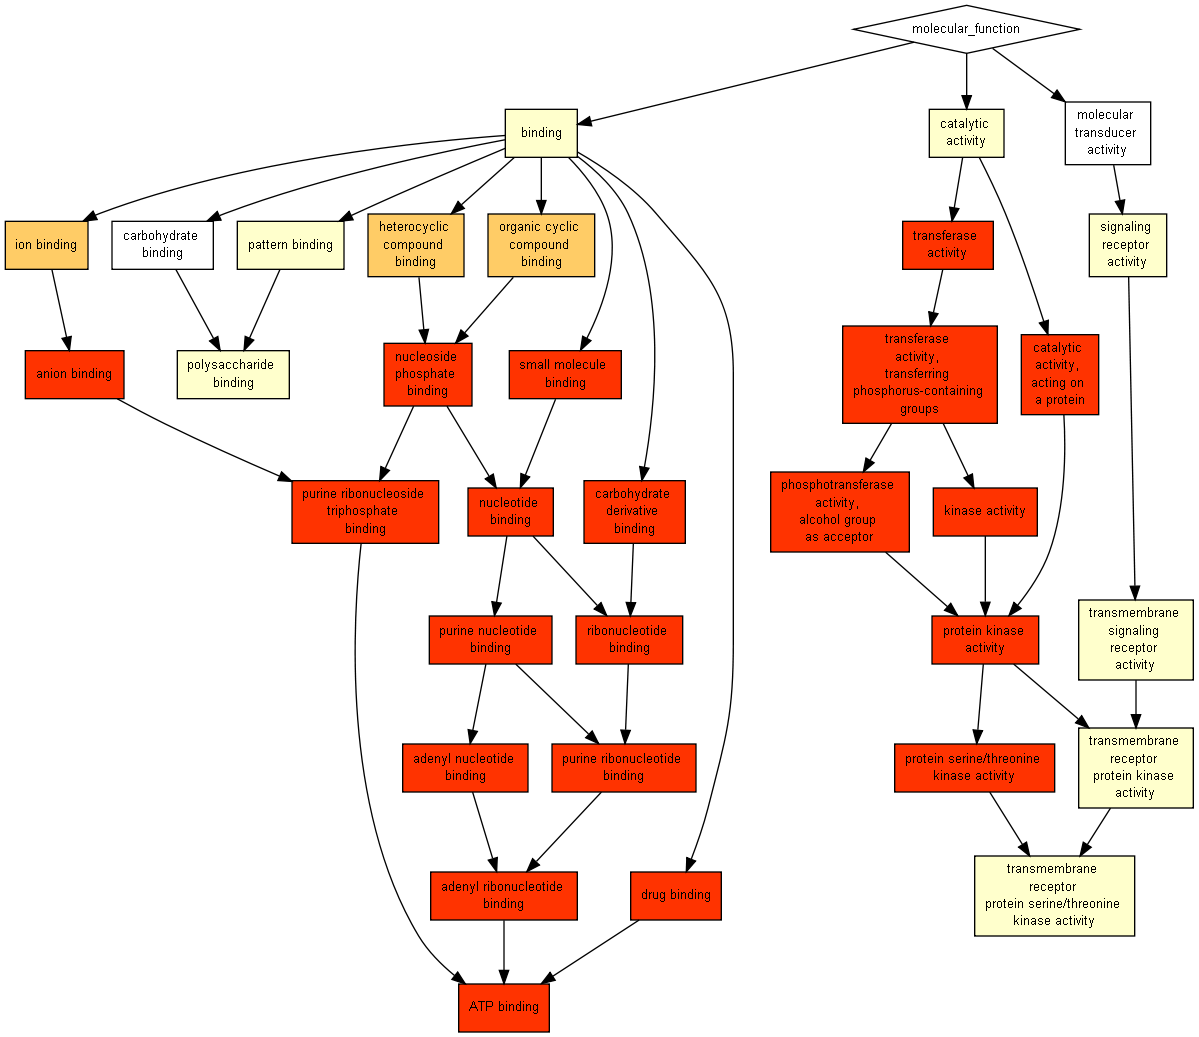 molecular_function
binding
catalytic
activity
molecular
transducer
activity
ion binding
carbohydrate
binding
pattern binding
heterocyclic
compound
binding
organic cyclic
compound
binding
transferase
activity
signaling
receptor
activity
anion binding
polysaccharide
binding
nucleoside
phosphate
binding
small molecule
binding
transferase
activity,
transferring
phosphorus-containing
groups
catalytic
activity,
acting on
a protein
purine ribonucleoside
triphosphate
binding
nucleotide
binding
carbohydrate
derivative
binding
phosphotransferase
activity,
alcohol group
as acceptor
kinase activity
purine nucleotide
binding
ribonucleotide
binding
protein kinase
activity
transmembrane
signaling
receptor
activity
adenyl nucleotide
binding
purine ribonucleotide
binding
protein serine/threonine
kinase activity
transmembrane
receptor
protein kinase
activity
adenyl ribonucleotide
binding
drug binding
transmembrane
receptor
protein serine/threonine
kinase activity
ATP binding